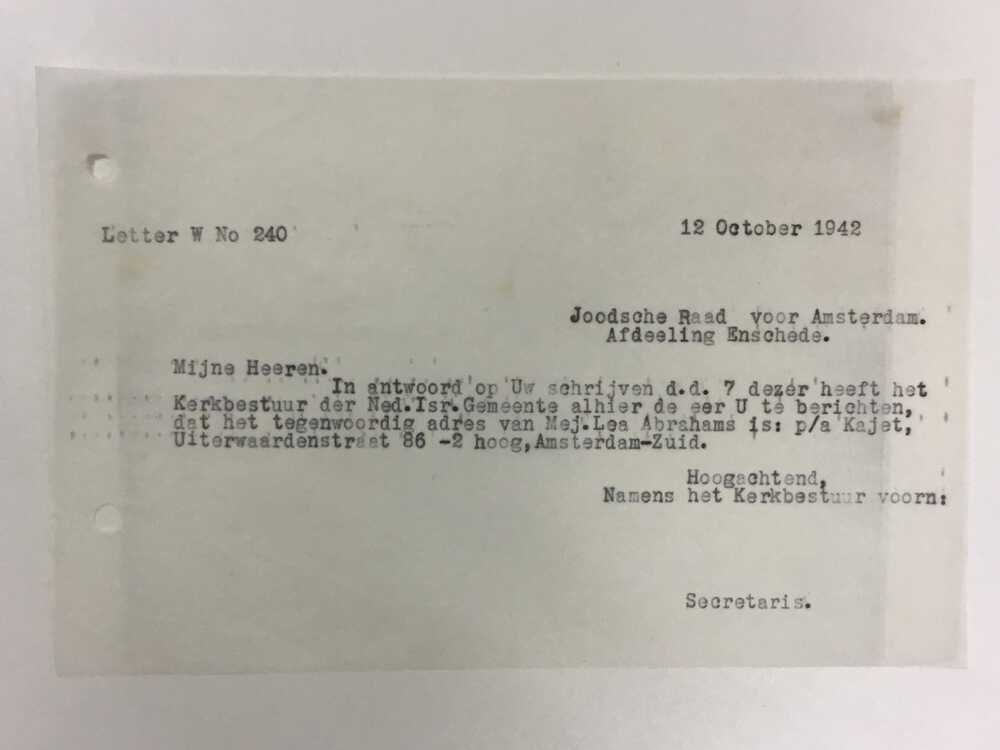 Letter W No 240
12 October 1942
Joodsche Raad voor Amsterdam.
Afdeeling Enschede.
Mijne Heeren.
In antwoord op Uw schrijven d.d. 7 dezer heeft het
Kerkbestuur der Ned.Isr.Gemeente alhier de eer U te berichten,
dat het tegenwoordig adres van Mej.Lea Abrahams is: p/a Kajet,
Uiterwaardenstraat 86 -2 hoog,Amsterdam-Zuid.
Hoogachtend,
Namens het Kerkbestuur voorn:
Secretaris.